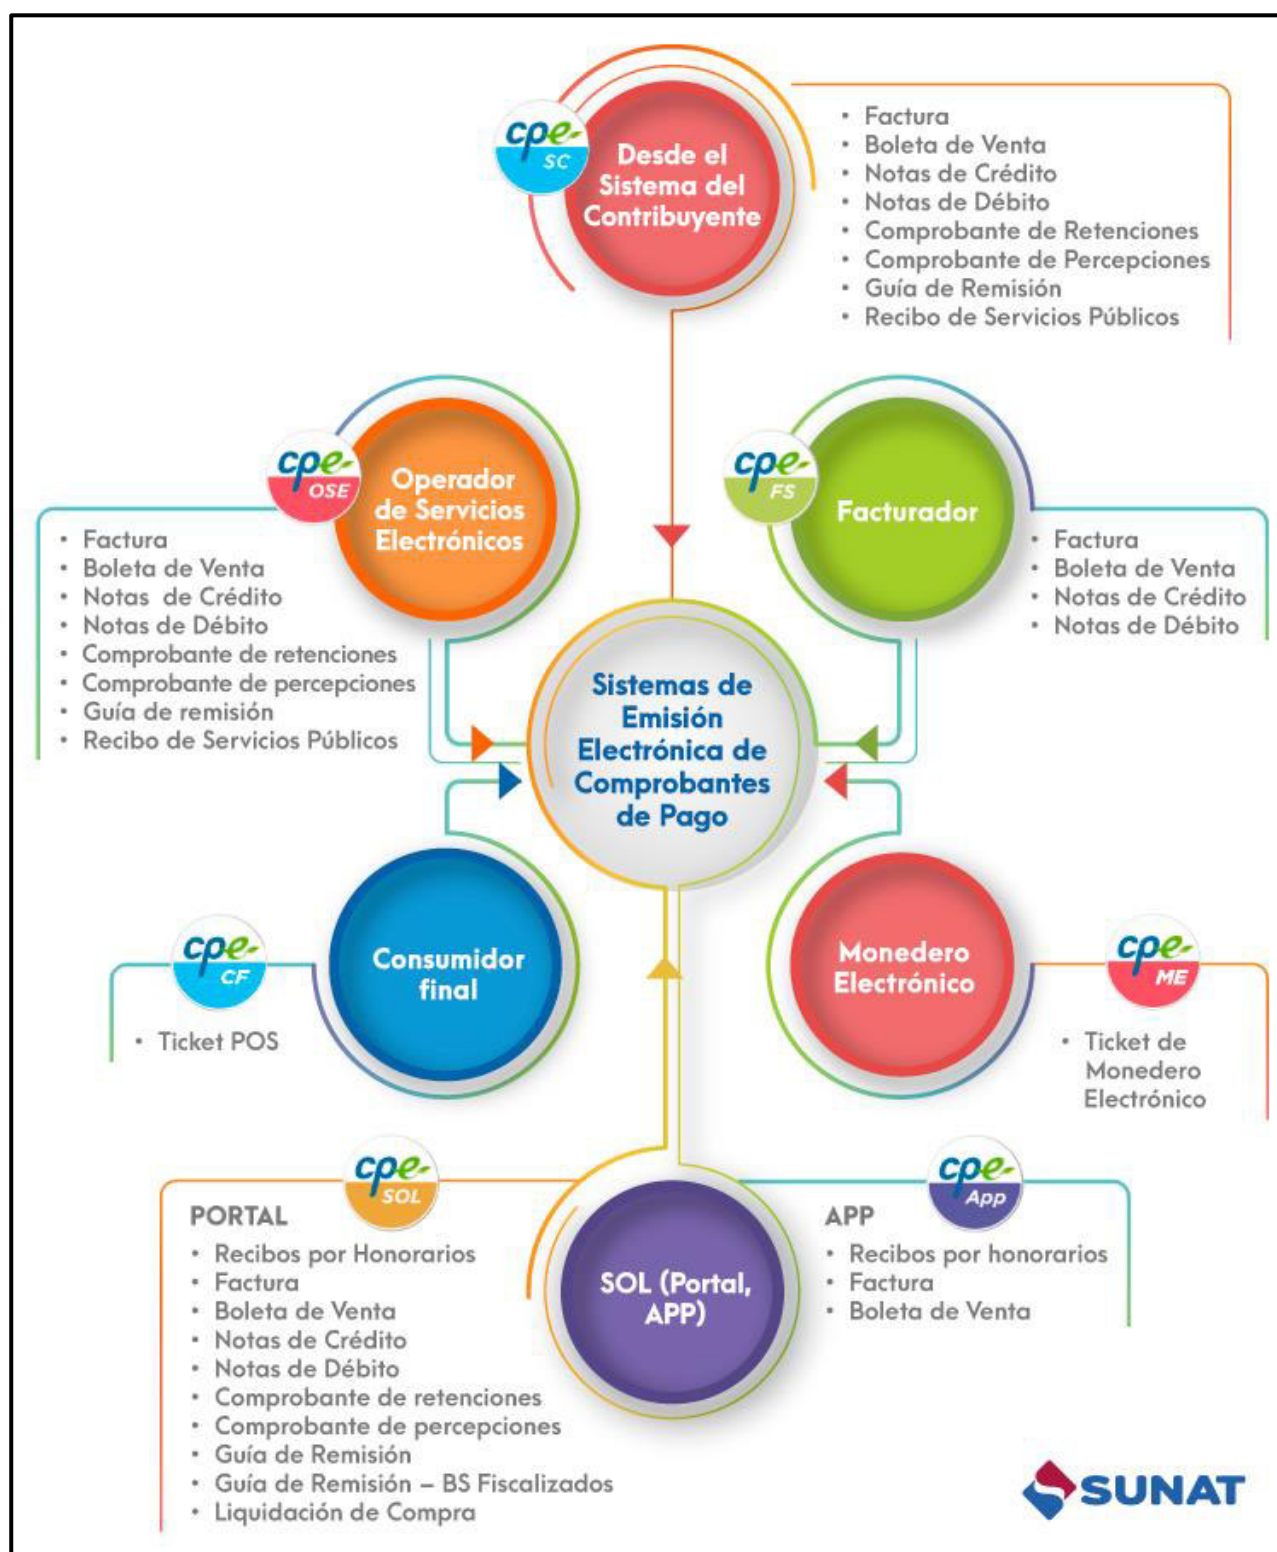 cpe-
SC
Desde el
Sistema del
Contribuyente
• Factura
• Boleta de Venta
• Notas de Crédito
• Notas de Débito
• Comprobante de Retenciones
• Comprobante de Percepciones
• Guía de Remisión
• Recibo de Servicios Públicos
cpe-
OSE
Operador
de Servicios
Electrónicos
• Factura
• Boleta de Venta
• Notas de Crédito
• Notas de Débito
• Comprobante de retenciones
• Comprobante de percepciones
• Guía de remisión
• Recibo de Servicios Públicos
cpe-
FS
Facturador
• Factura
• Boleta de Venta
• Notas de Crédito
• Notas de Débito
Sistemas de
Emisión
Electrónica de
Comprobantes
de Pago
cpe-
CF
Consumidor
final
• Ticket POS
Monedero
Electrónico
cpe-
ME
• Ticket de
Monedero
Electrónico
cpe-
SOL
PORTAL
• Recibos por Honorarios
• Factura
• Boleta de Venta
• Notas de Crédito
• Notas de Débito
• Comprobante de retenciones
• Comprobante de percepciones
• Guía de Remisión
• Guía de Remisión – BS Fiscalizados
• Liquidación de Compra
SOL (Portal,
APP)
cpe-
App
APP
• Recibos por honorarios
• Factura
• Boleta de Venta
SUNAT